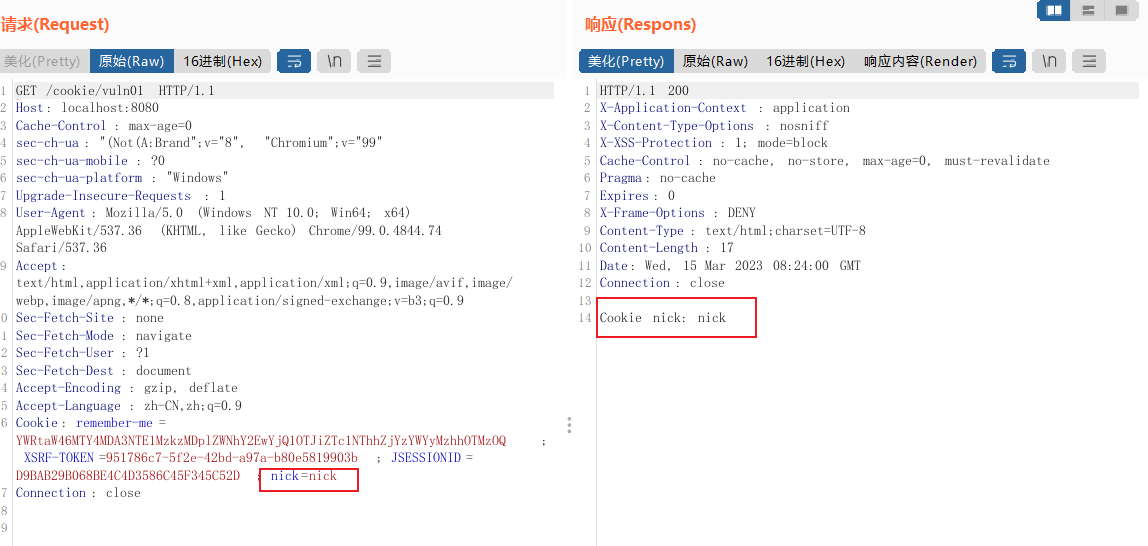 请求(Request)
美化(Pretty) 原始(Raw) 16进制(Hex) \n
1 GET /cookie/vuln01 HTTP/1.1
2 Host: localhost:8080
3 Cache-Control : max-age=0
4 sec-ch-ua : "(Not(A:Brand";v="8", "Chromium";v="99"
5 sec-ch-ua-mobile : ?0
6 sec-ch-ua-platform : "Windows"
7 Upgrade-Insecure-Requests : 1
8 User-Agent : Mozilla/5.0 (Windows NT 10.0; Win64; x64)
AppleWebKit/537.36 (KHTML, like Gecko) Chrome/99.0.4844.74
Safari/537.36
9 Accept :
text/html,application/xhtml+xml,application/xml;q=0.9,image/avif,image/
webp,image/apng,*/*;q=0.8,application/signed-exchange;v=b3;q=0.9
0 Sec-Fetch-Site : none
1 Sec-Fetch-Mode : navigate
2 Sec-Fetch-User : ?1
3 Sec-Fetch-Dest : document
4 Accept-Encoding : gzip, deflate
5 Accept-Language : zh-CN,zh;q=0.9
6 Cookie : remember-me =
YWRtaW46MTY4MDA3NTE1MzkzMDplZWNhY2EwYjQ1OTJiZTc1NThhZjYzYWYyMzhhOTMzOQ ;
XSRF-TOKEN =951786c7-5f2e-42bd-a97a-b80e5819903b ; JSESSIONID =
D9BAB29B068BE4C4D3586C45F345C52D ; nick=nick
7 Connection : close
8
9
响应(Respons)
美化(Pretty) 原始(Raw) 16进制(Hex) 响应内容(Render) \n
1 HTTP/1.1 200
2 X-Application-Context : application
3 X-Content-Type-Options : nosniff
4 X-XSS-Protection : 1; mode=block
5 Cache-Control : no-cache, no-store, max-age=0, must-revalidate
6 Pragma: no-cache
7 Expires : 0
8 X-Frame-Options : DENY
9 Content-Type : text/html;charset=UTF-8
10 Content-Length : 17
11 Date: Wed, 15 Mar 2023 08:24:00 GMT
12 Connection : close
13
14 Cookie nick: nick